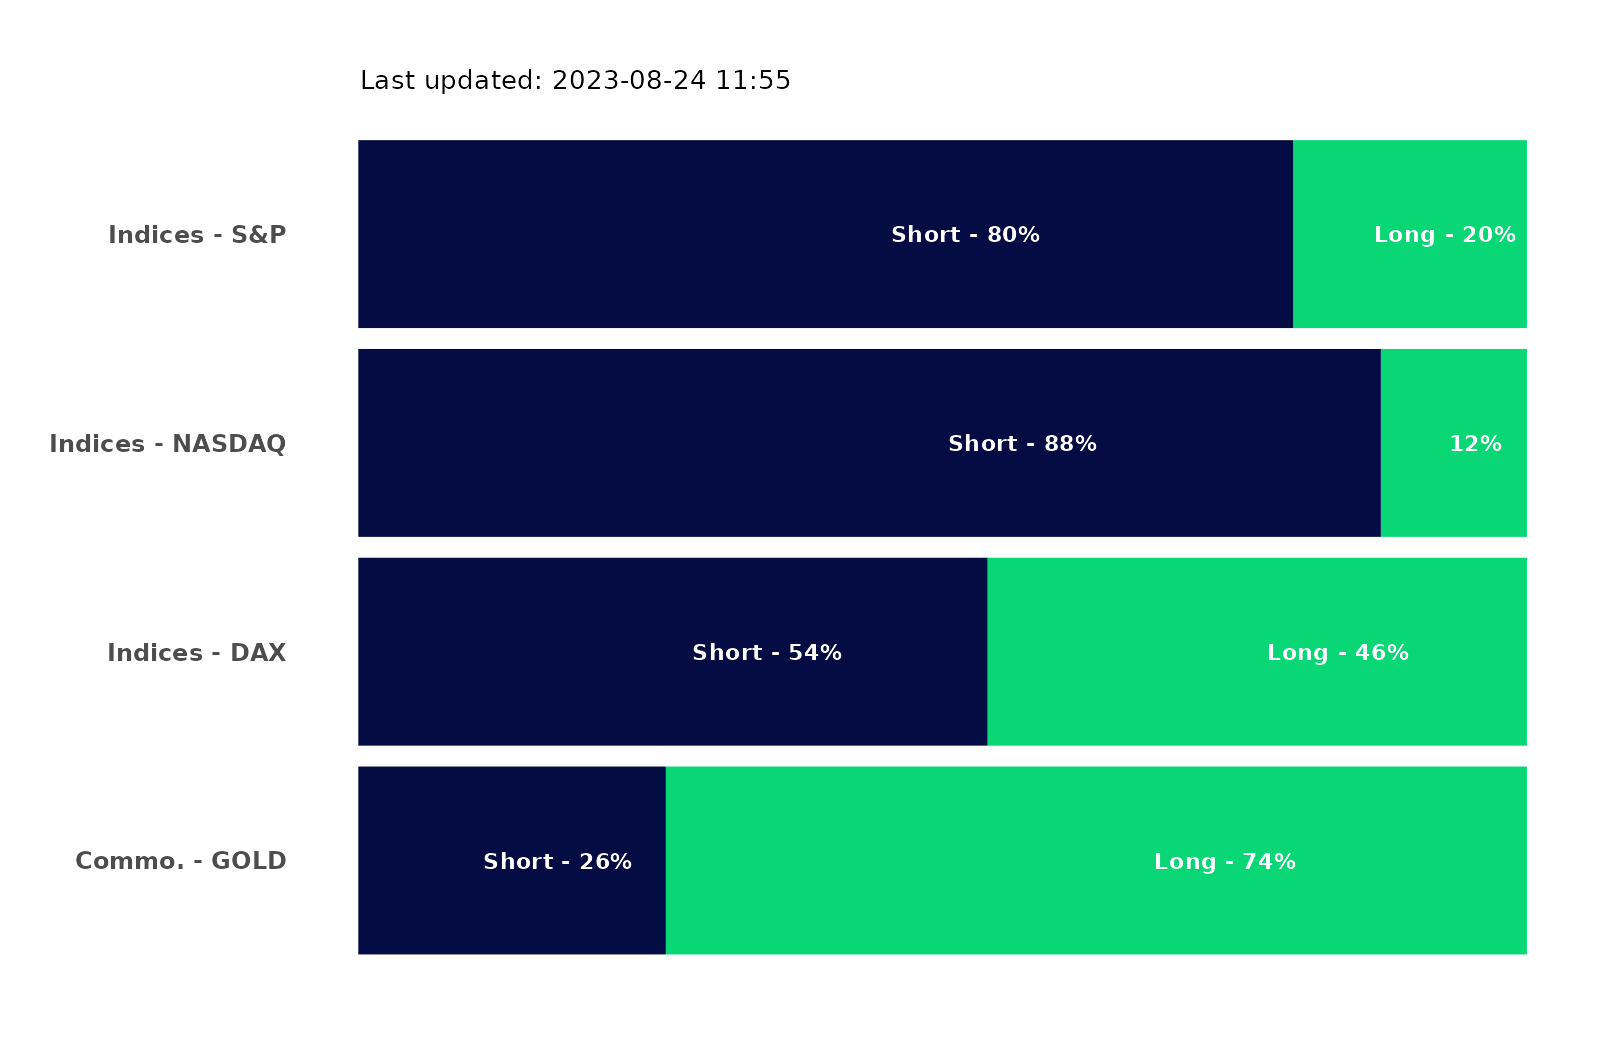 Last updated: 2023-08-24 11:55
Indices - S&P Short - 80% Long - 20%
Indices - NASDAQ Short - 88% 12%
Indices - DAX Short - 54% Long - 46%
Commo. - GOLD Short - 26% Long - 74%